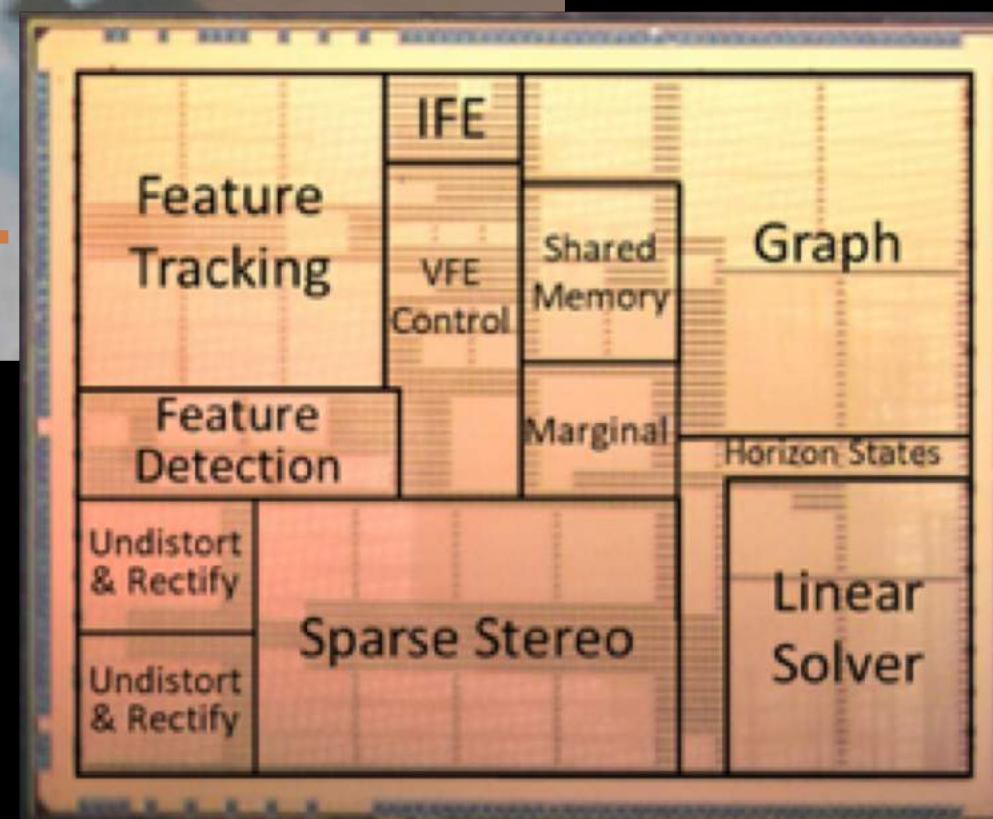 IFE
Feature
Tracking
VFE
Control
Shared
Memory
Graph
Feature
Detection
Marginal
Horizon States
Undistort
& Rectify
Sparse Stereo
Linear
Solver
Undistort
& Rectify